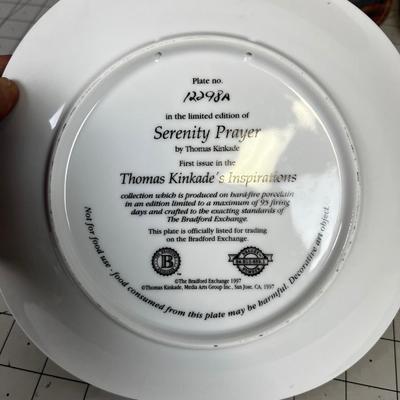 Plate no.
12298A
in the limited edition of
Serenity Prayer
by Thomas Kinkade
First issue in the
Thomas Kinkade's Inspirations
collection which is produced on hard-fire porcelain
in an edition limited to a maximum of 95 firing
days and crafted to the exacting standards of
The Bradford Exchange.
This plate is officially listed for trading
on the Bradford Exchange.
B
©The Bradford Exchange 1997
©Thomas Kinkade, Media Arts Group Inc., San Jose, CA, 1997
Not for food use - food consumed from this plate may be harmful. Decorative art object.